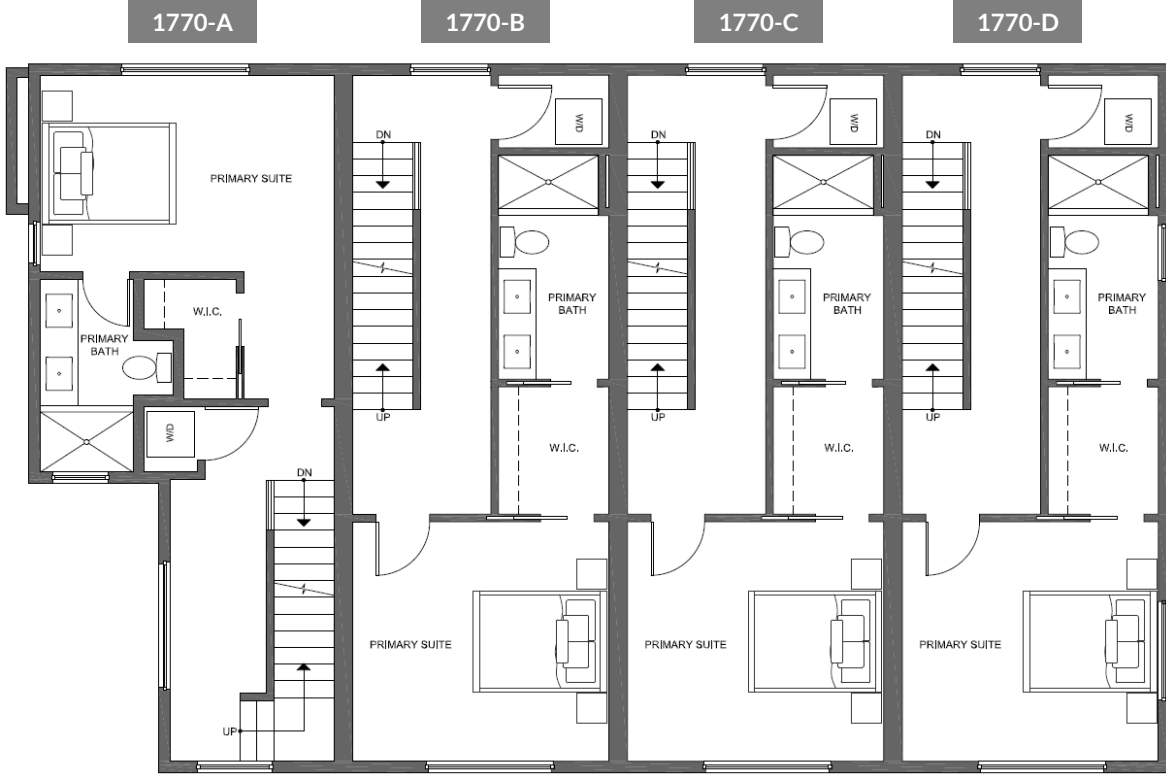 1770-A
1770-B
1770-C
1770-D
PRIMARY SUITE
W.I.C.
PRIMARY
BATH
W/D
DN
UP
DN
W/D
PRIMARY
BATH
UP
W.I.C.
PRIMARY SUITE
DN
W/D
PRIMARY
BATH
UP
W.I.C.
PRIMARY SUITE
DN
W/D
PRIMARY
BATH
UP
W.I.C.
PRIMARY SUITE